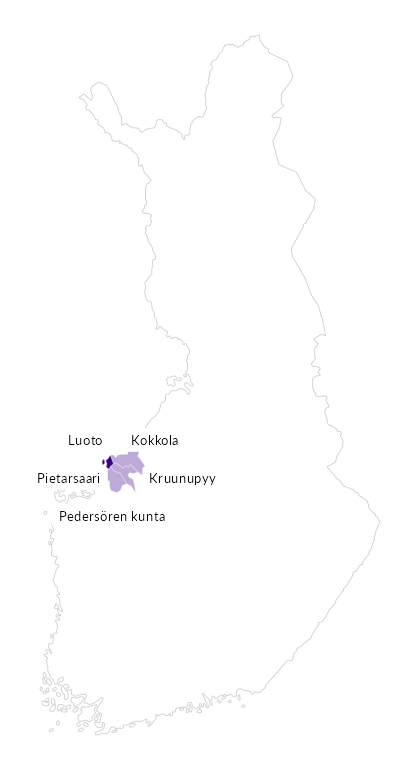 Luoto
Kokkola
Pietarsaari
Kruunupyy
Pedersören kunta